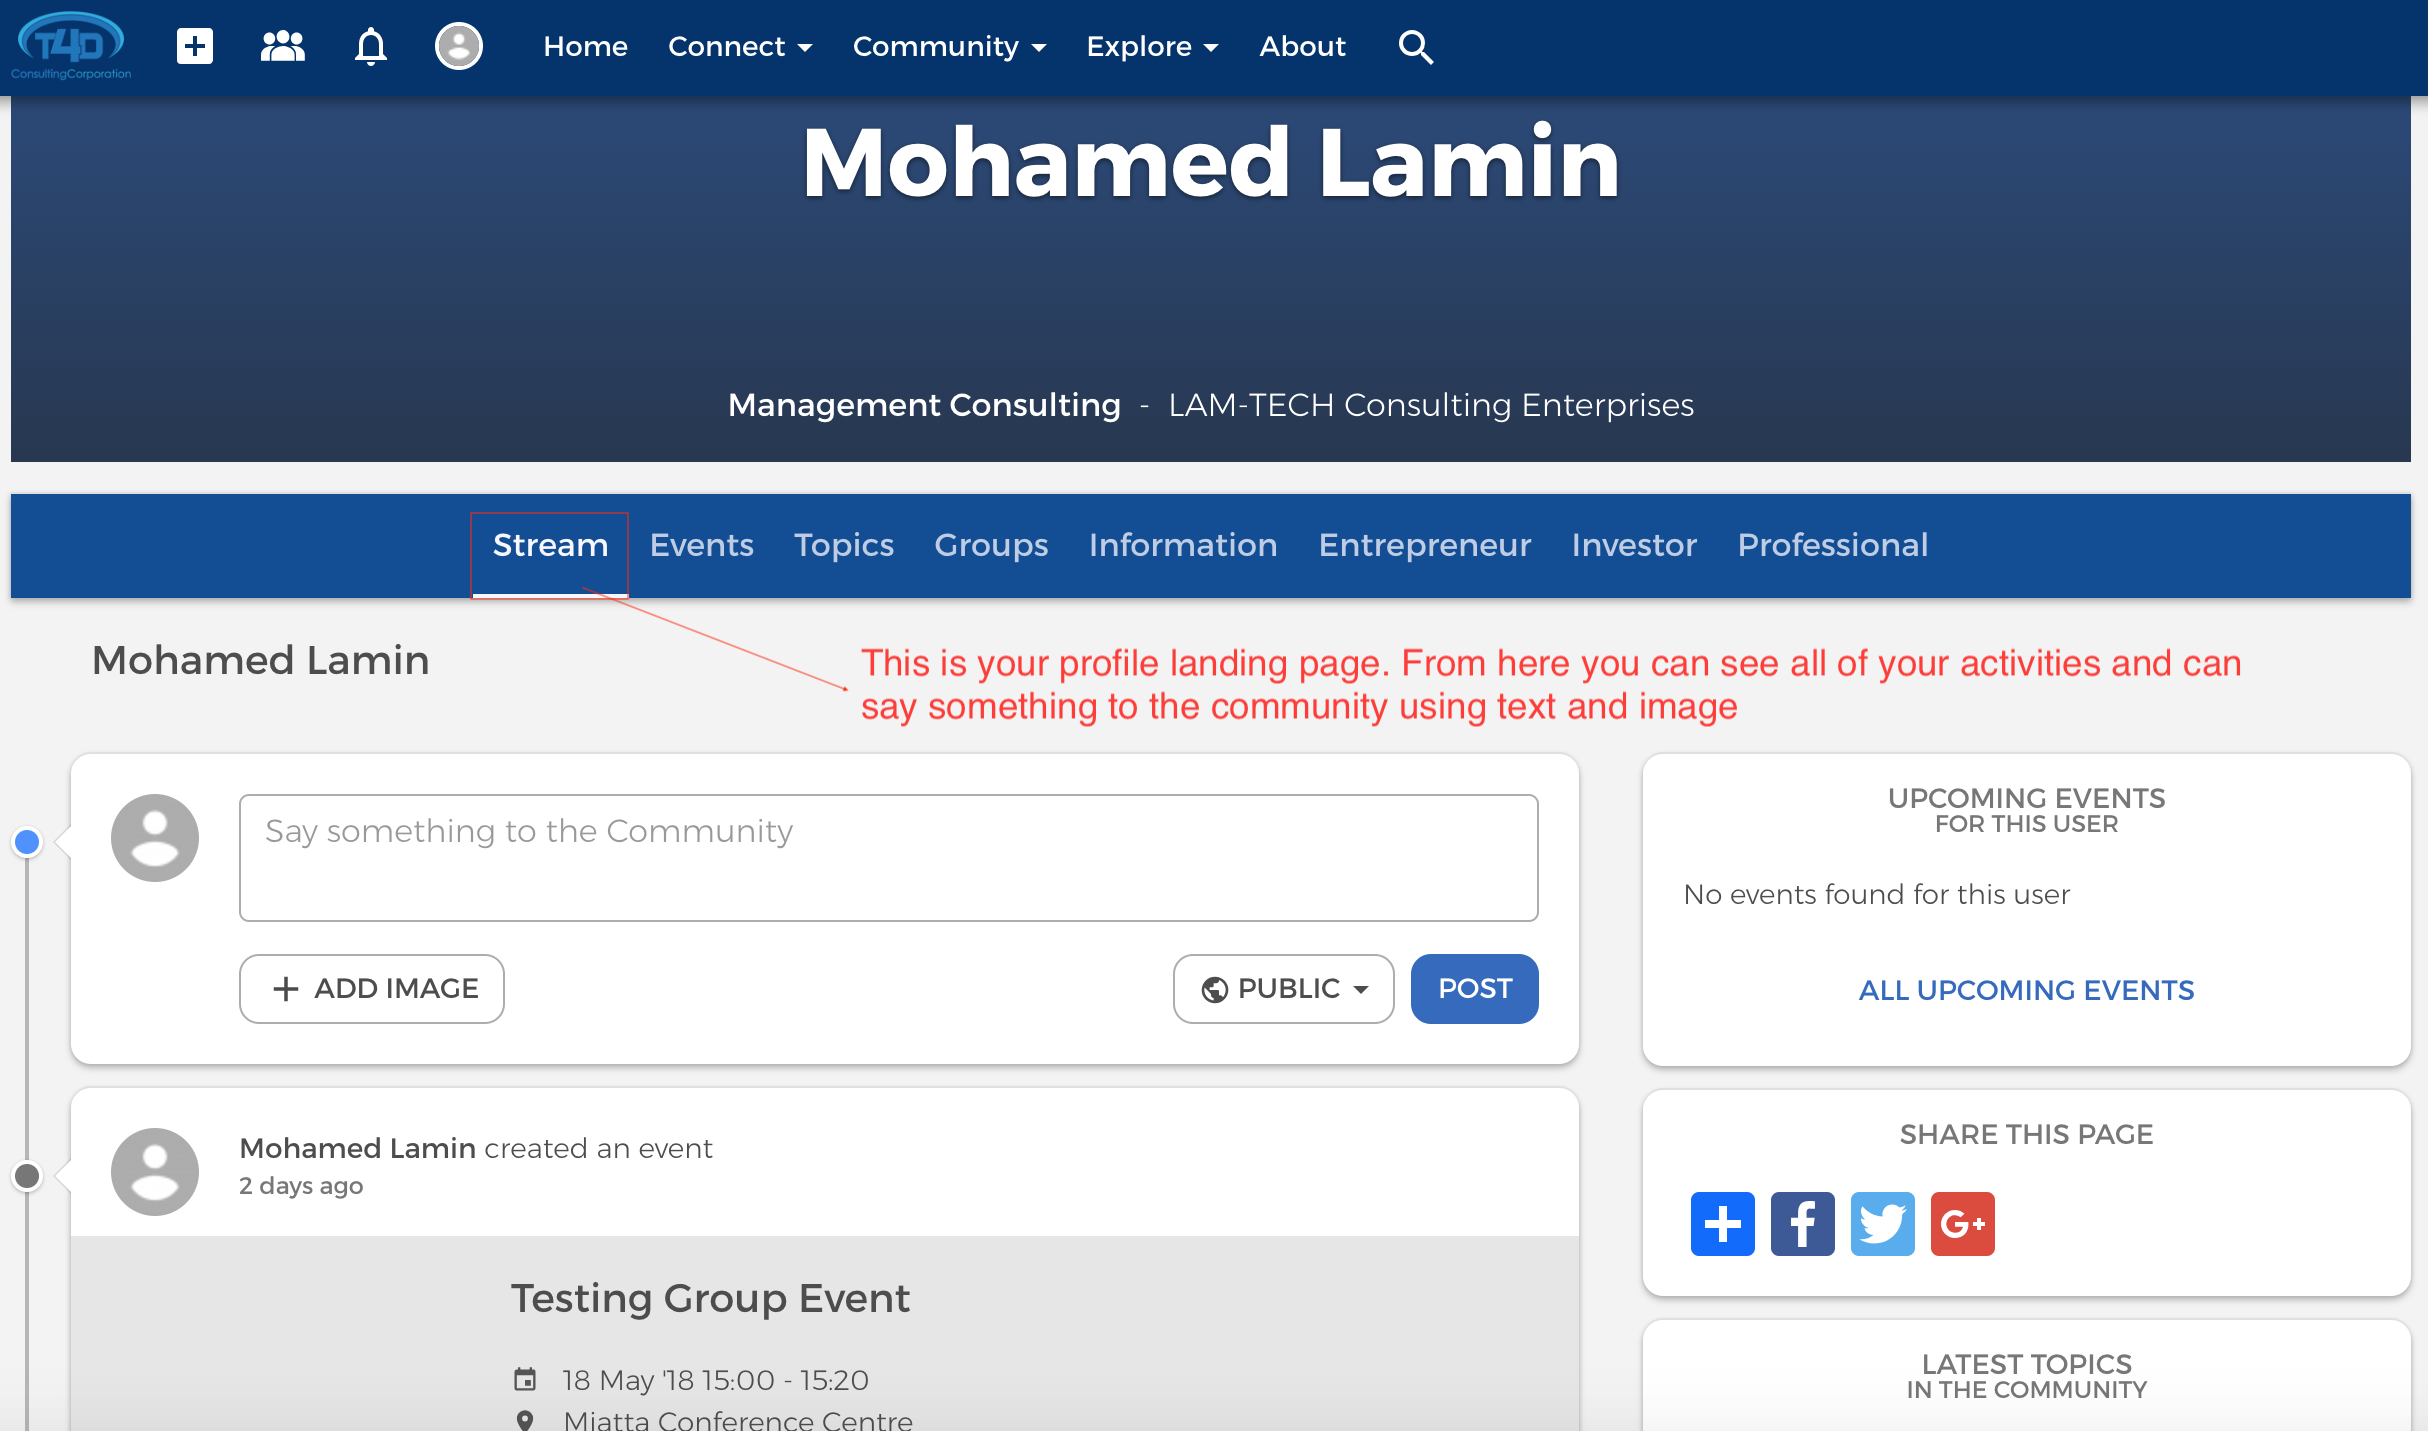 T4D
ConsultingCorporation
Home Connect Community Explore About
Mohamed Lamin
Management Consulting - LAM-TECH Consulting Enterprises
Stream Events Topics Groups Information Entrepreneur Investor Professional
Mohamed Lamin
This is your profile landing page. From here you can see all of your activities and can
say something to the community using text and image
Say something to the Community
ADD IMAGE
PUBLIC
POST
Mohamed Lamin created an event
2 days ago
Testing Group Event
18 May '18 15:00 - 15:20
Miatta Conference Centre
UPCOMING EVENTS
FOR THIS USER
No events found for this user
ALL UPCOMING EVENTS
SHARE THIS PAGE
f
G+
LATEST TOPICS
IN THE COMMUNITY